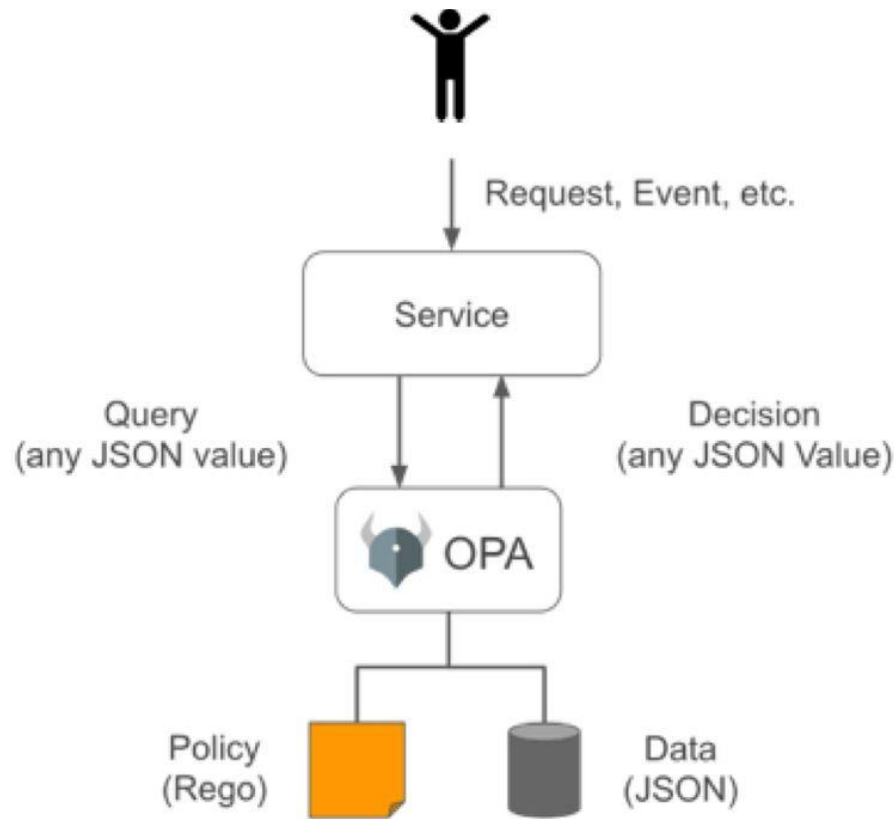 Request, Event, etc.
Service
Query
(any JSON value)
Decision
(any JSON Value)
OPA
Policy
(Rego)
Data
(JSON)